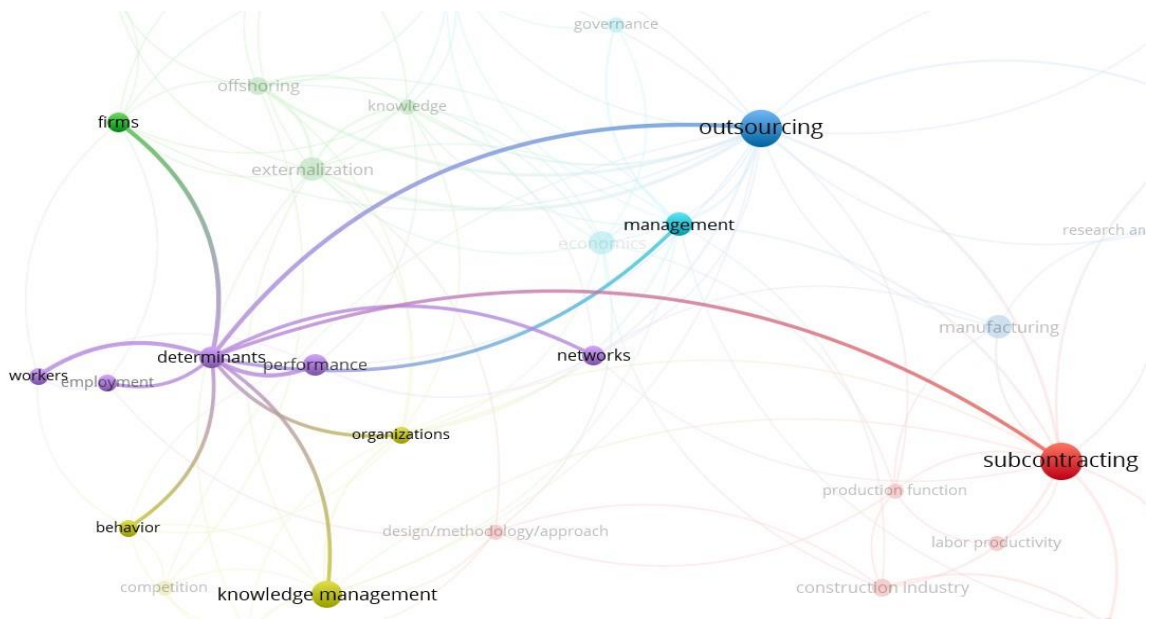 governance
offshoring
knowledge
firms
outsourcing
externalization
management
economics
research an
manufacturing
determinants
performance
networks
workers
employment
organizations
subcontracting
production function
behavior
design/methodology/approach
labor productivity
competition
knowledge management
construction industry